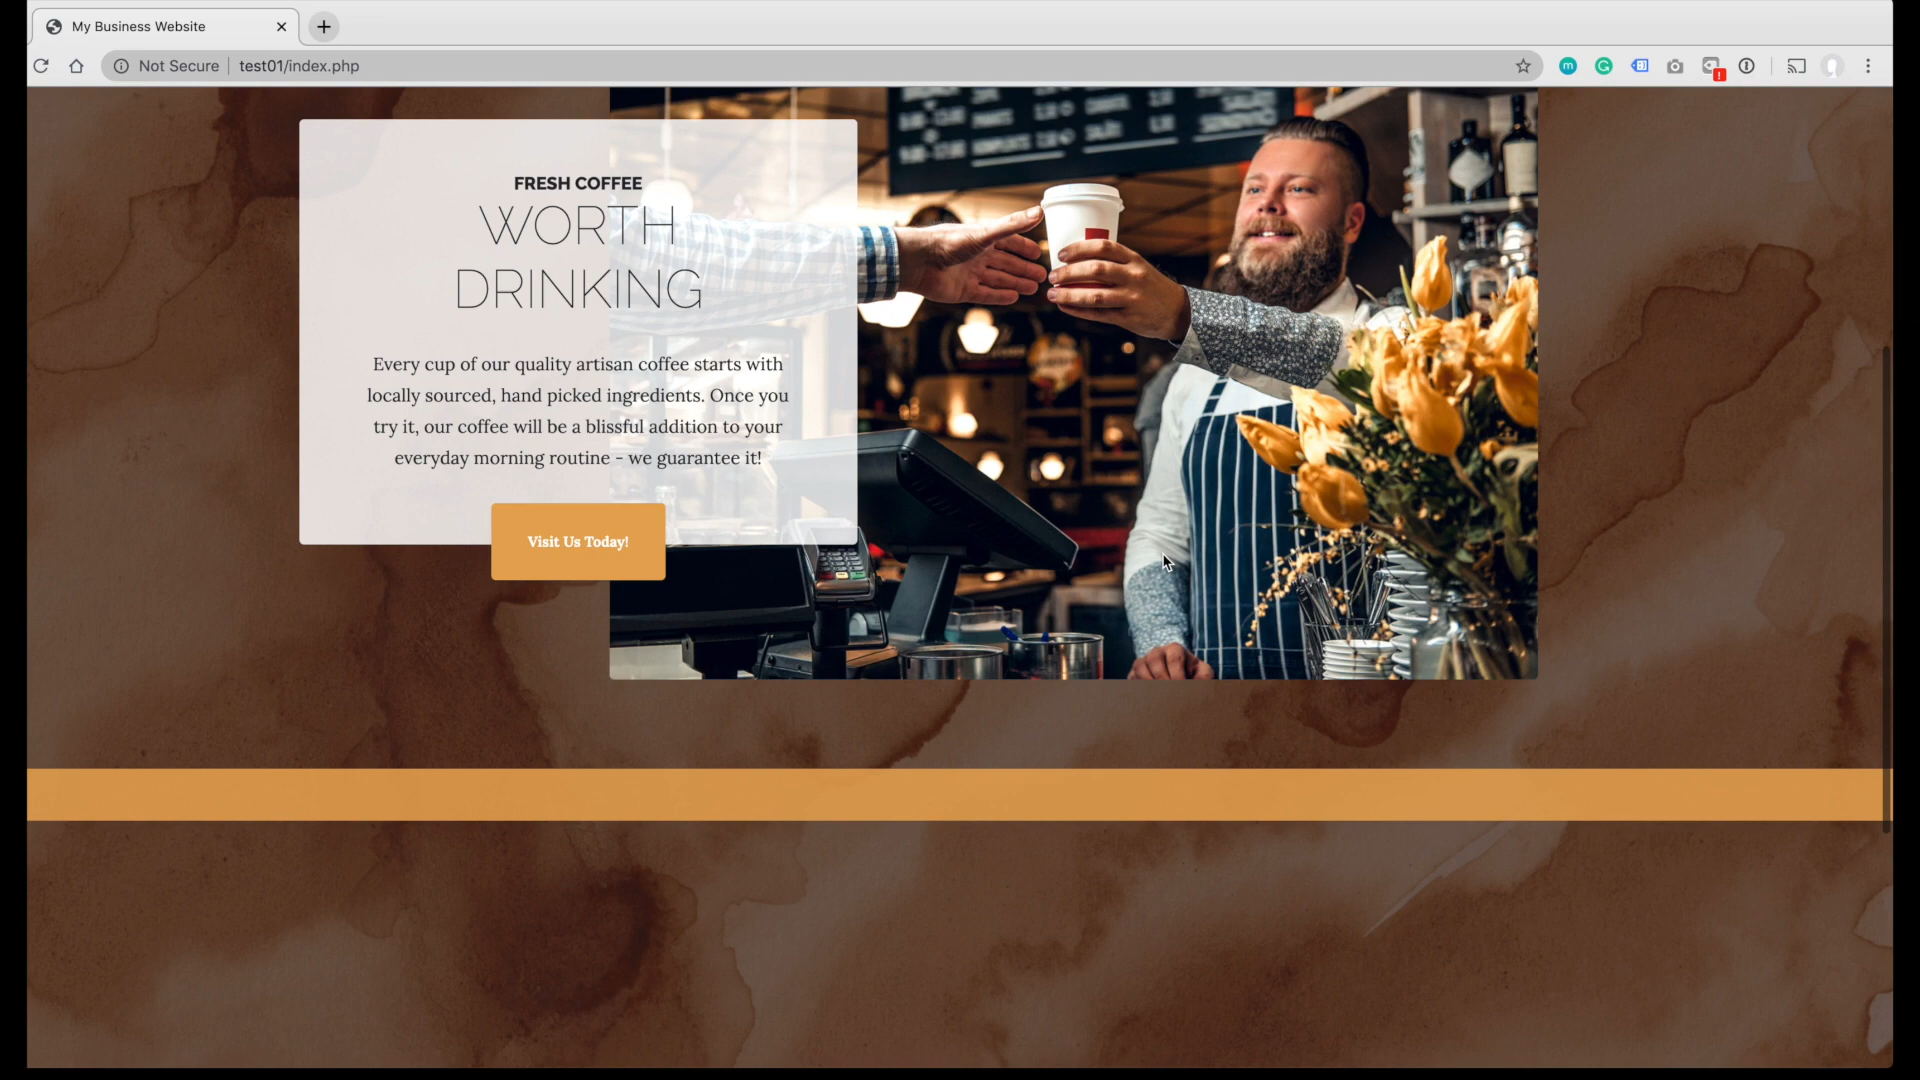 My Business Website
Not Secure
test01/index.php
FRESH COFFEE
WORTH
DRINKING
Every cup of our quality artisan coffee starts with
locally sourced, hand picked ingredients. Once you
try it, our coffee will be a blissful addition to your
everyday morning routine - we guarantee it!
Visit Us Today!